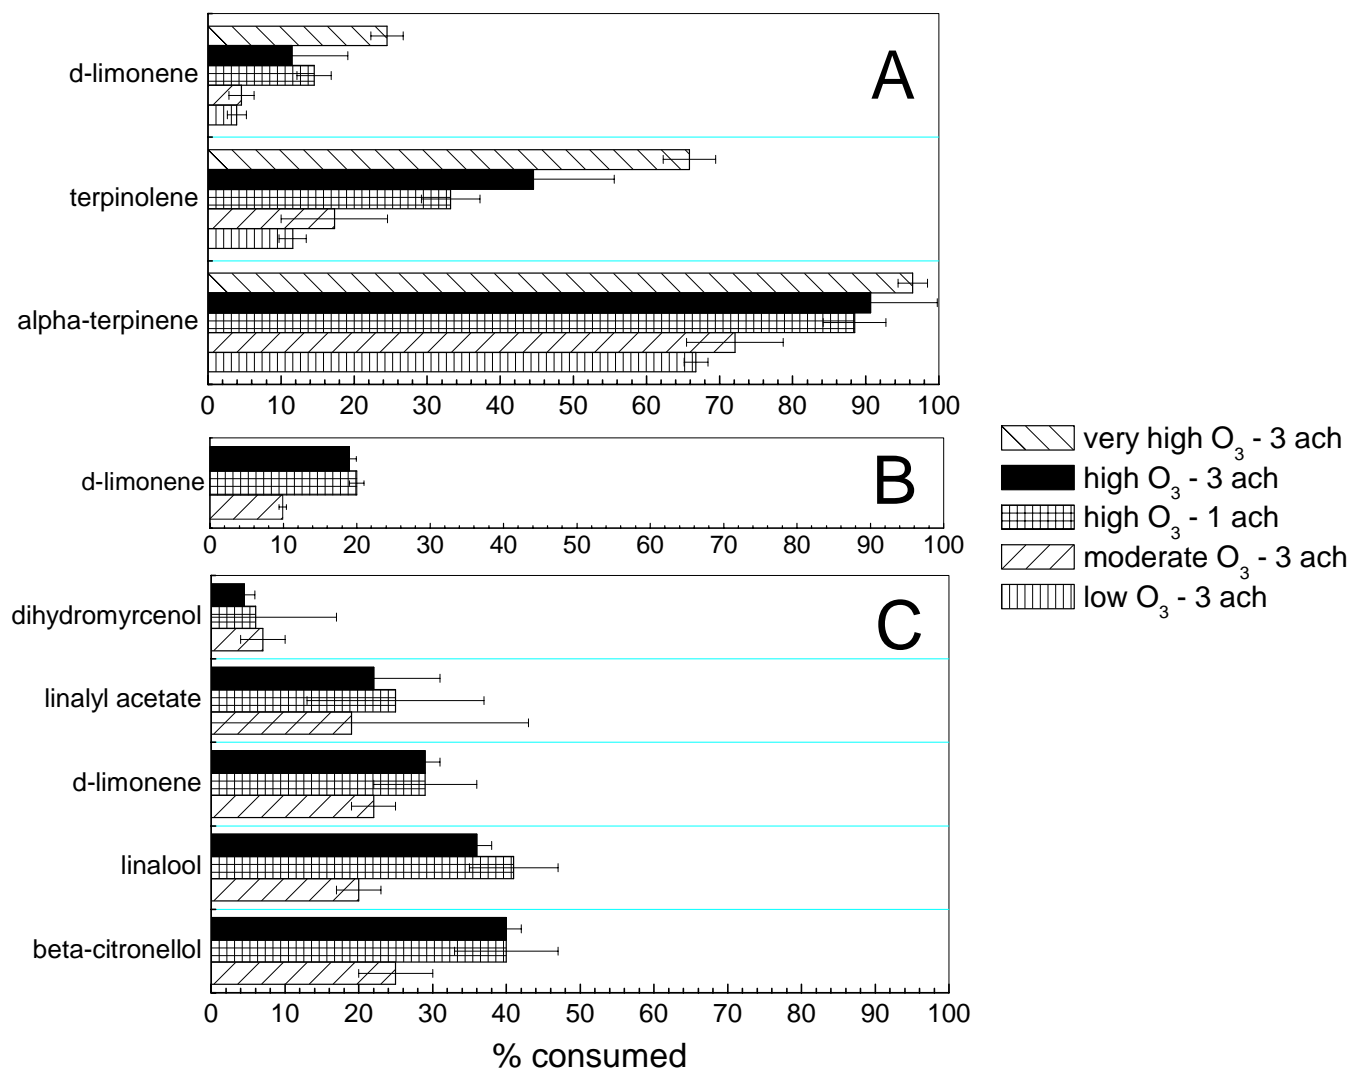 A
d-limonene
terpinolene
alpha-terpinene
0 10 20 30 40 50 60 70 80 90 100
B
d-limonene
0 10 20 30 40 50 60 70 80 90 100
very high O3 - 3 ach
high O3 - 3 ach
high O3 - 1 ach
moderate O3 - 3 ach
low O3 - 3 ach
C
dihydromyrcenol
linalyl acetate
d-limonene
linalool
beta-citronellol
0 10 20 30 40 50 60 70 80 90 100
% consumed